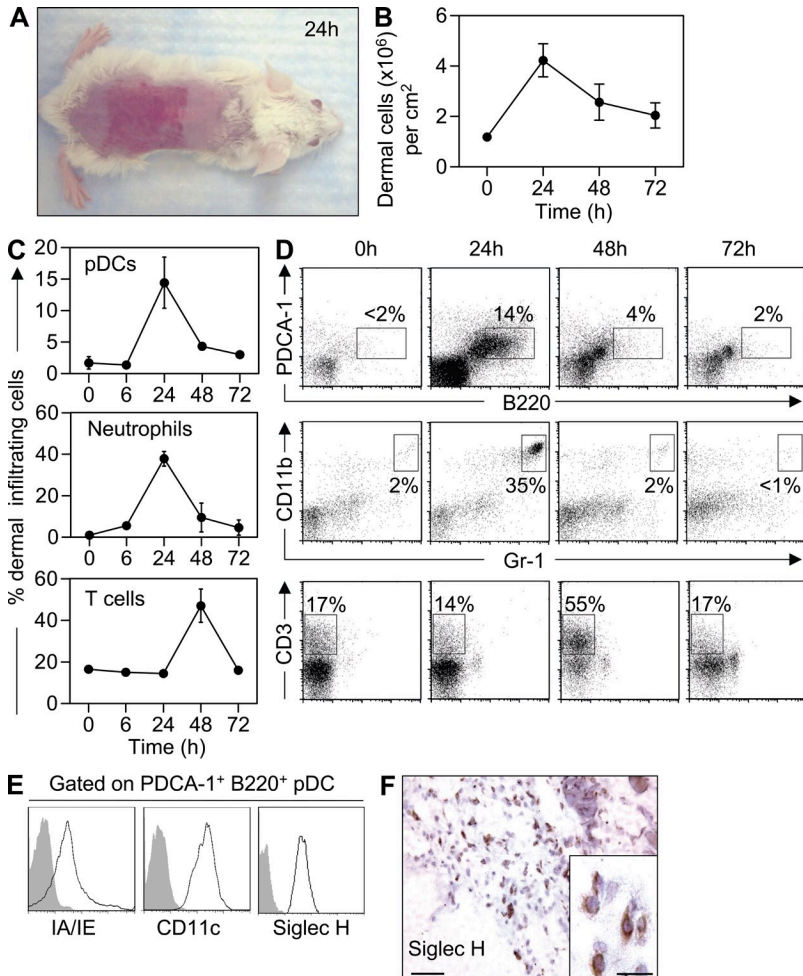 A
24h
B
Dermal cells (x10⁶)
per cm²
6
4
2
0
0 24 48 72
Time (h)
C
% dermal infiltrating cells
pDCs
20
15
10
5
0
0 6 24 48 72
Neutrophils
60
40
20
0
0 6 24 48 72
T cells
60
40
20
0
0 6 24 48 72
Time (h)
D
0h 24h 48h 72h
PDCA-1
<2% 14% 4% 2%
B220
CD11b
2% 35% 2% <1%
Gr-1
CD3
17% 14% 55% 17%
E
Gated on PDCA-1⁺ B220⁺ pDC
IA/IE CD11c Siglec H
F
Siglec H